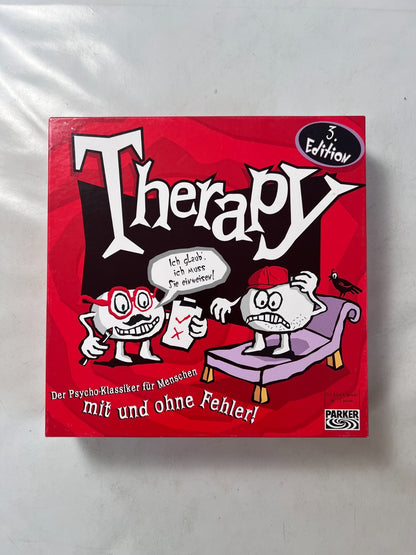 3.
Edition
Therapy
Ich glaub',
ich muss
Sie einweisen!
Der Psycho-Klassiker für Menschen
mit und ohne Fehler!
PARKER